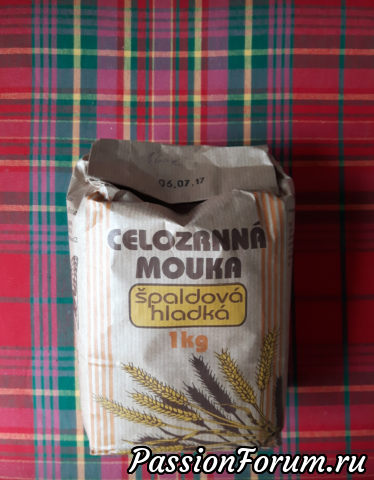 06.07.17
CELOZRNNÁ
MOUKA
špaldová
hladká
1kg
PassionForum.ru